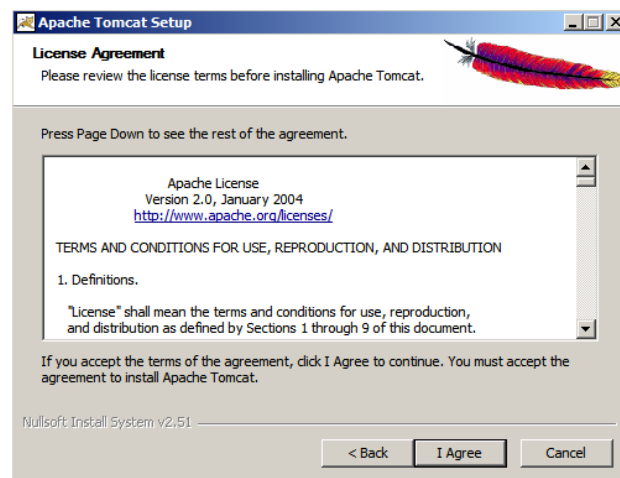 Apache Tomcat Setup
License Agreement
Please review the license terms before installing Apache Tomcat.
Press Page Down to see the rest of the agreement.
Apache License
Version 2.0, January 2004
http://www.apache.org/licenses/
TERMS AND CONDITIONS FOR USE, REPRODUCTION, AND DISTRIBUTION
1. Definitions.
"License" shall mean the terms and conditions for use, reproduction,
and distribution as defined by Sections 1 through 9 of this document.
If you accept the terms of the agreement, click I Agree to continue. You must accept the
agreement to install Apache Tomcat.
Nullsoft Install System v2.51
< Back I Agree Cancel